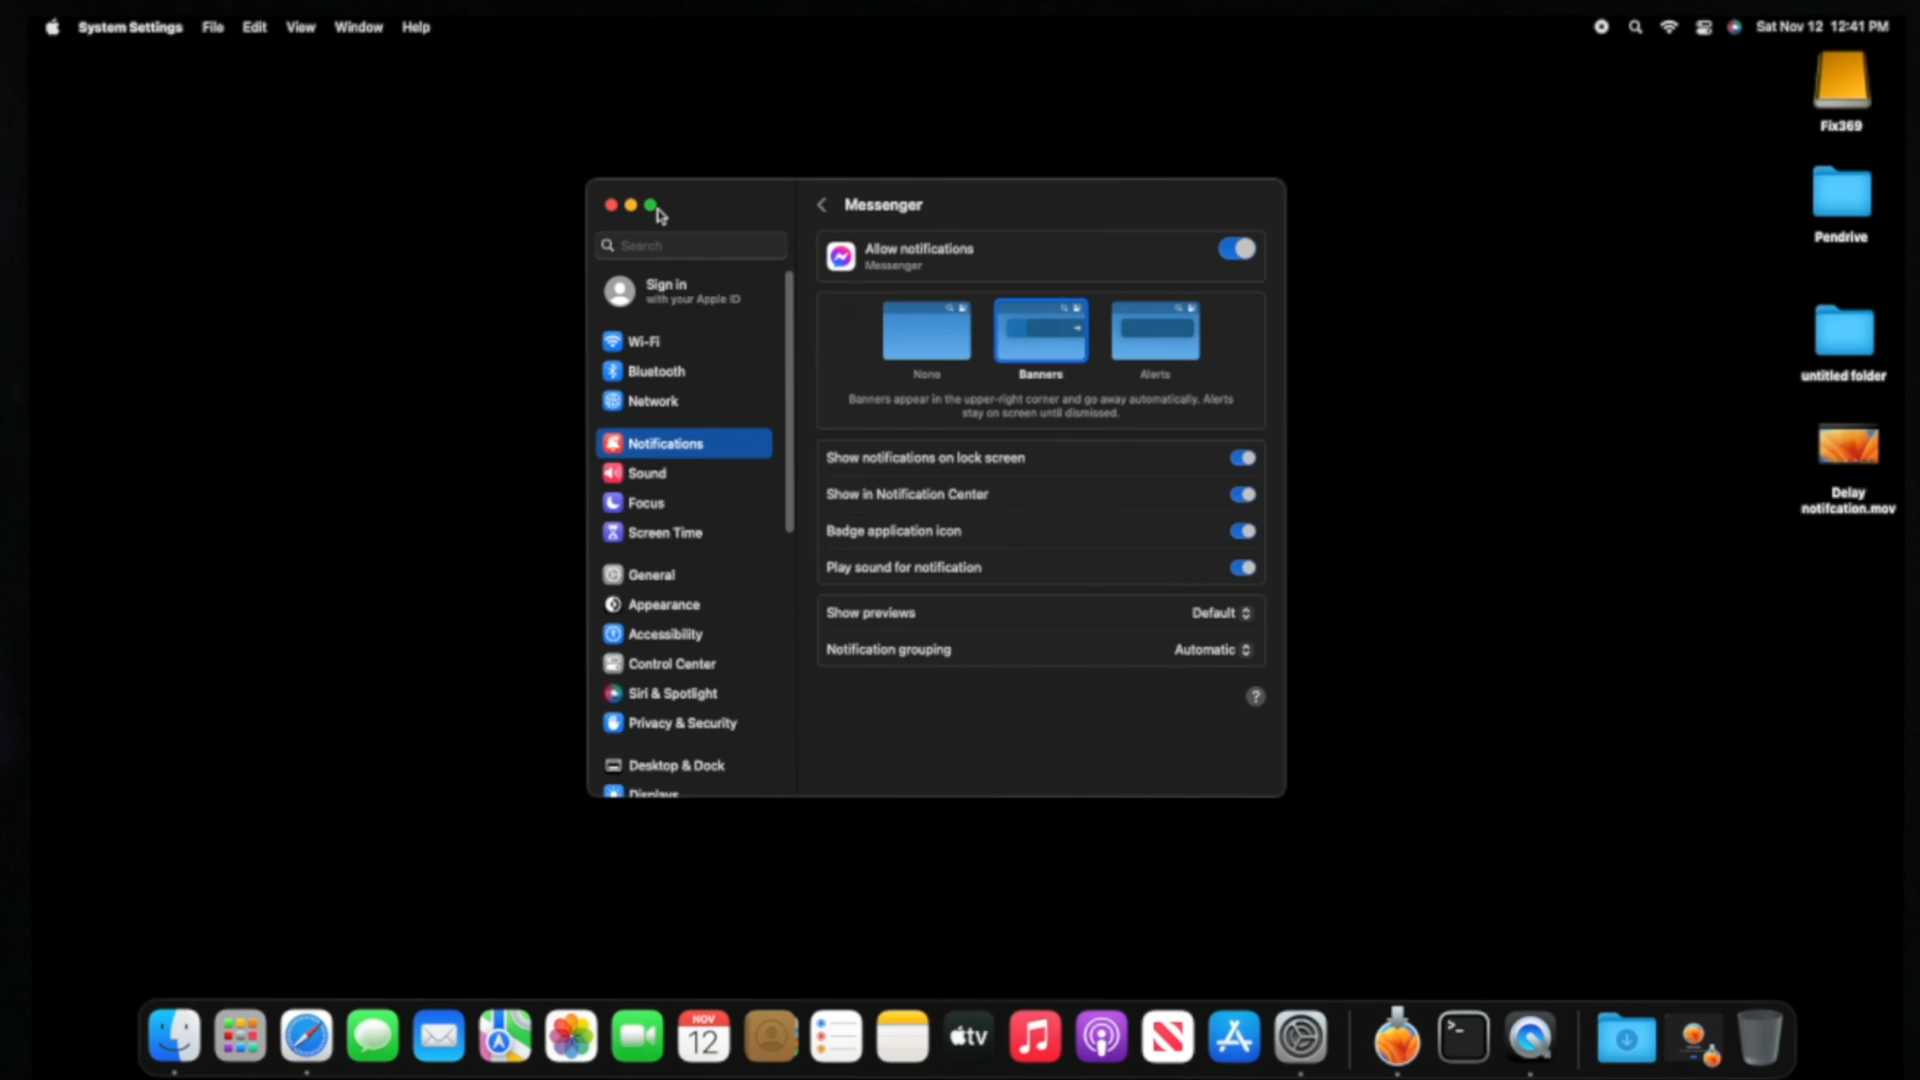 System Settings File Edit View Window Help
Sat Nov 12 12:41 PM
Fix369
Pendrive
untitled folder
Delay
notifcation.mov
Search
Sign in
with your Apple ID
Wi-Fi
Bluetooth
Network
Notifications
Sound
Focus
Screen Time
General
Appearance
Accessibility
Control Center
Siri & Spotlight
Privacy & Security
Desktop & Dock
Displays
Messenger
Allow notifications
Messenger
None
Banners
Alerts
Banners appear in the upper-right corner and go away automatically. Alerts
stay on screen until dismissed.
Show notifications on lock screen
Show in Notification Center
Badge application icon
Play sound for notification
Show previews Default
Notification grouping Automatic
?
NOV
12
tv
>_